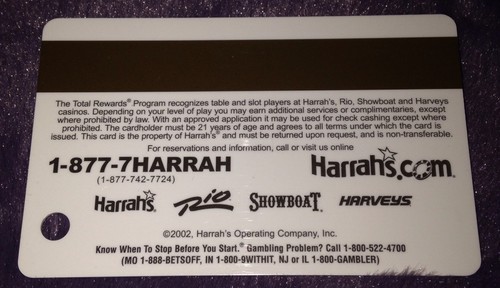 The Total Rewards® Program recognizes table and slot players at Harrah's, Rio, Showboat and Harveys
casinos. Depending on your level of play you may earn additional services or complimentaries, except
where prohibited by law. With an approved application it may be used for check cashing except where
prohibited. The cardholder must be 21 years of age and agrees to all terms under which the card is
issued. This card is the property of Harrah's® and must be returned upon request, and is non-transferable.
For reservations and information, call or visit us online
1-877-7HARRAH Harrahs.com
(1-877-742-7724)
Harrah's Rio SHOWBOAT HARVEYS
©2002, Harrah's Operating Company, Inc.
Know When To Stop Before You Start.® Gambling Problem? Call 1-800-522-4700
(MO 1-888-BETSOFF, IN 1-800-9WITHIT, NJ or IL 1-800-GAMBLER)